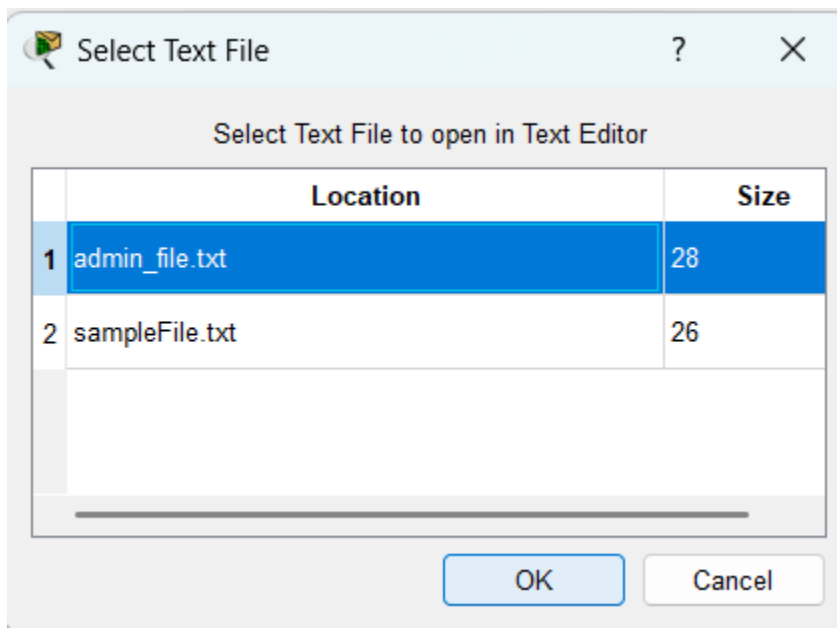 Select Text File ?
Select Text File to open in Text Editor
Location Size
1 admin_file.txt 28
2 sampleFile.txt 26
OK Cancel